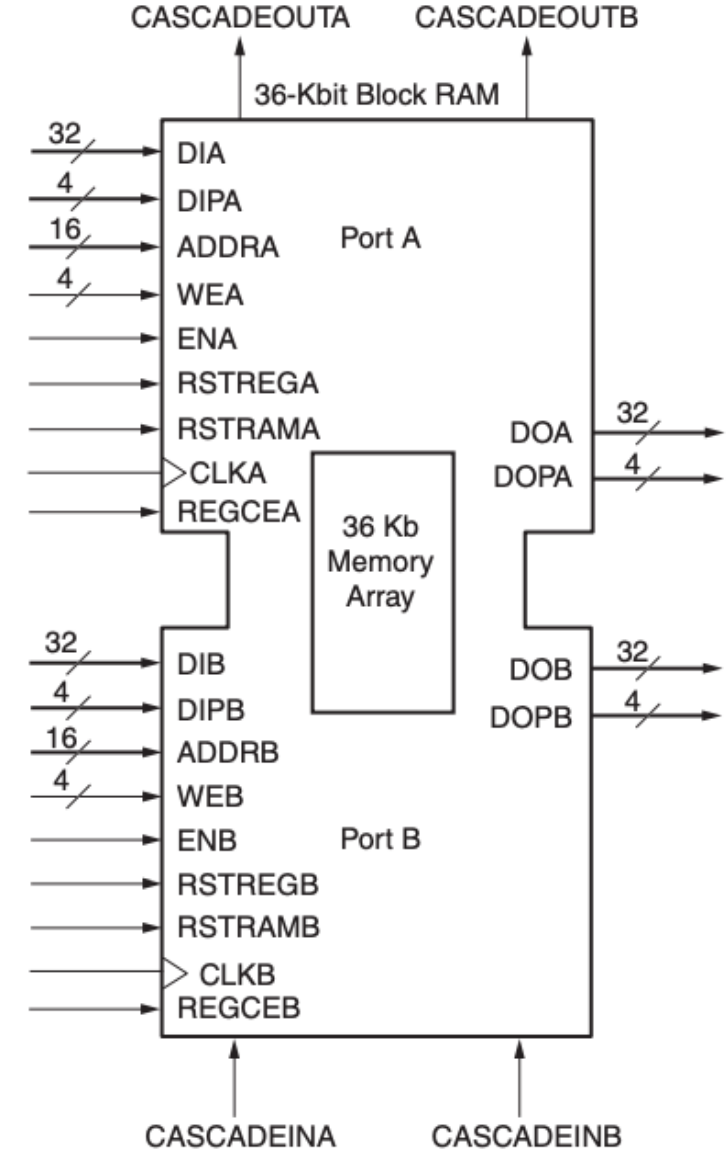 CASCADEOUTA CASCADEOUTB
36-Kbit Block RAM
32
DIA
4
DIPA
16
ADDRA
Port A
4
WEA
ENA
RSTREGA
RSTRAMA
DOA
32
CLKA
DOPA
4
REGCEA
36 Kb
Memory
Array
32
DIB
DOB
32
4
DIPB
DOPB
4
16
ADDRB
4
WEB
ENB
Port B
RSTREGB
RSTRAMB
CLKB
REGCEB
CASCADEINA CASCADEINB